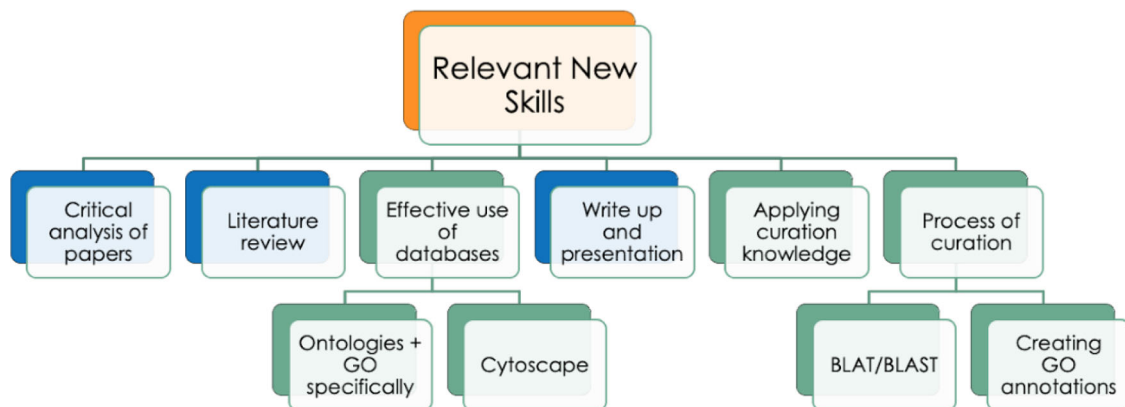 Relevant New
Skills
Critical
analysis of
papers
Literature
review
Effective use
of
databases
Write up
and
presentation
Applying
curation
knowledge
Process of
curation
Ontologies +
GO
specifically
Cytoscape
BLAT/BLAST
Creating
GO
annotations